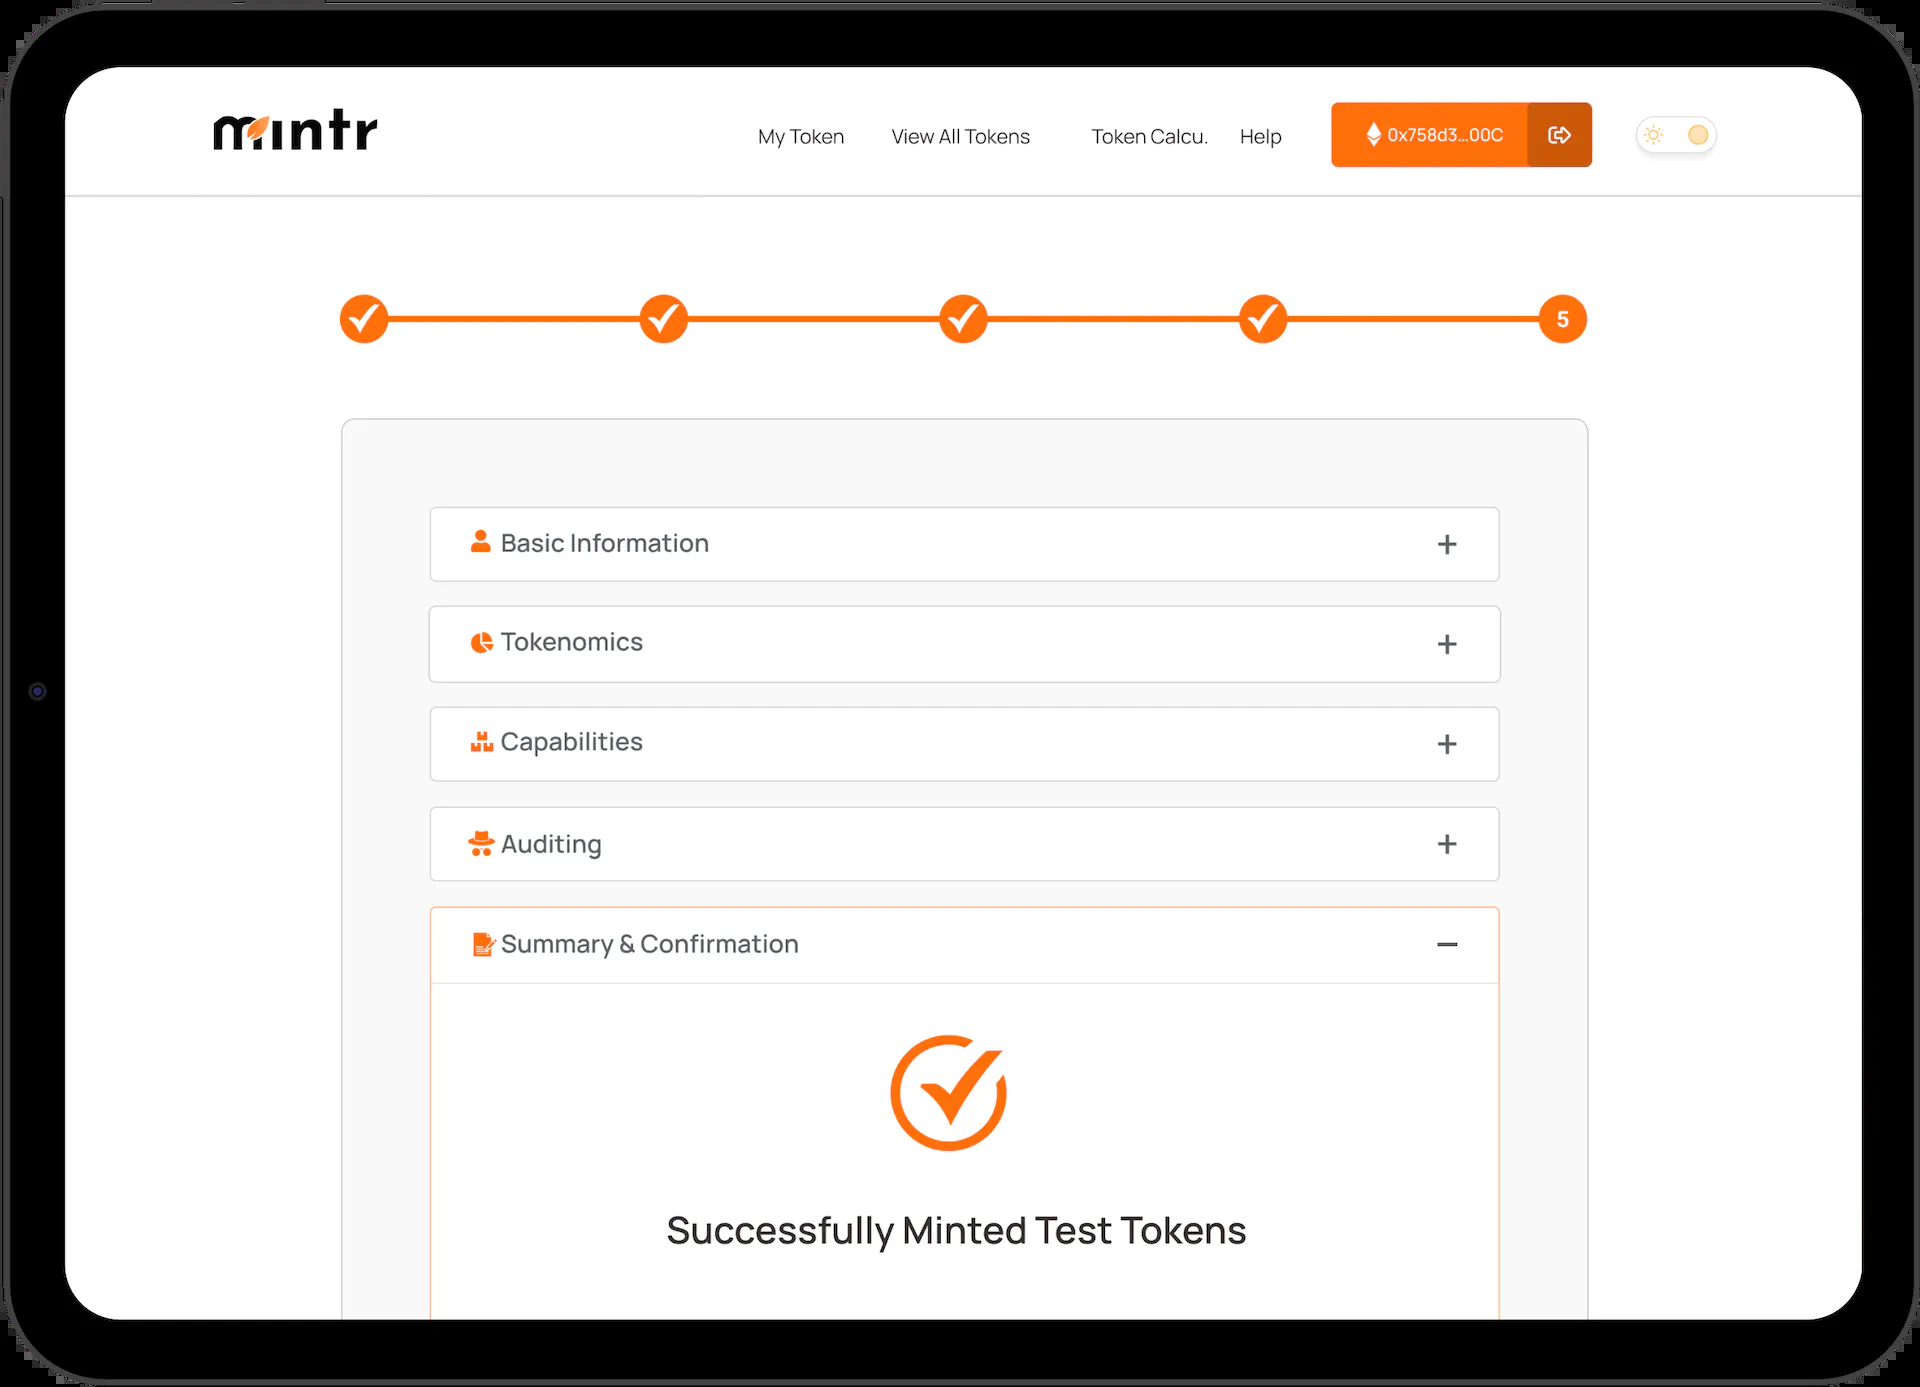 mintr
My Token View All Tokens Token Calcu. Help 0x758d3...00C
5
Basic Information
Tokenomics
Capabilities
Auditing
Summary & Confirmation
Successfully Minted Test Tokens